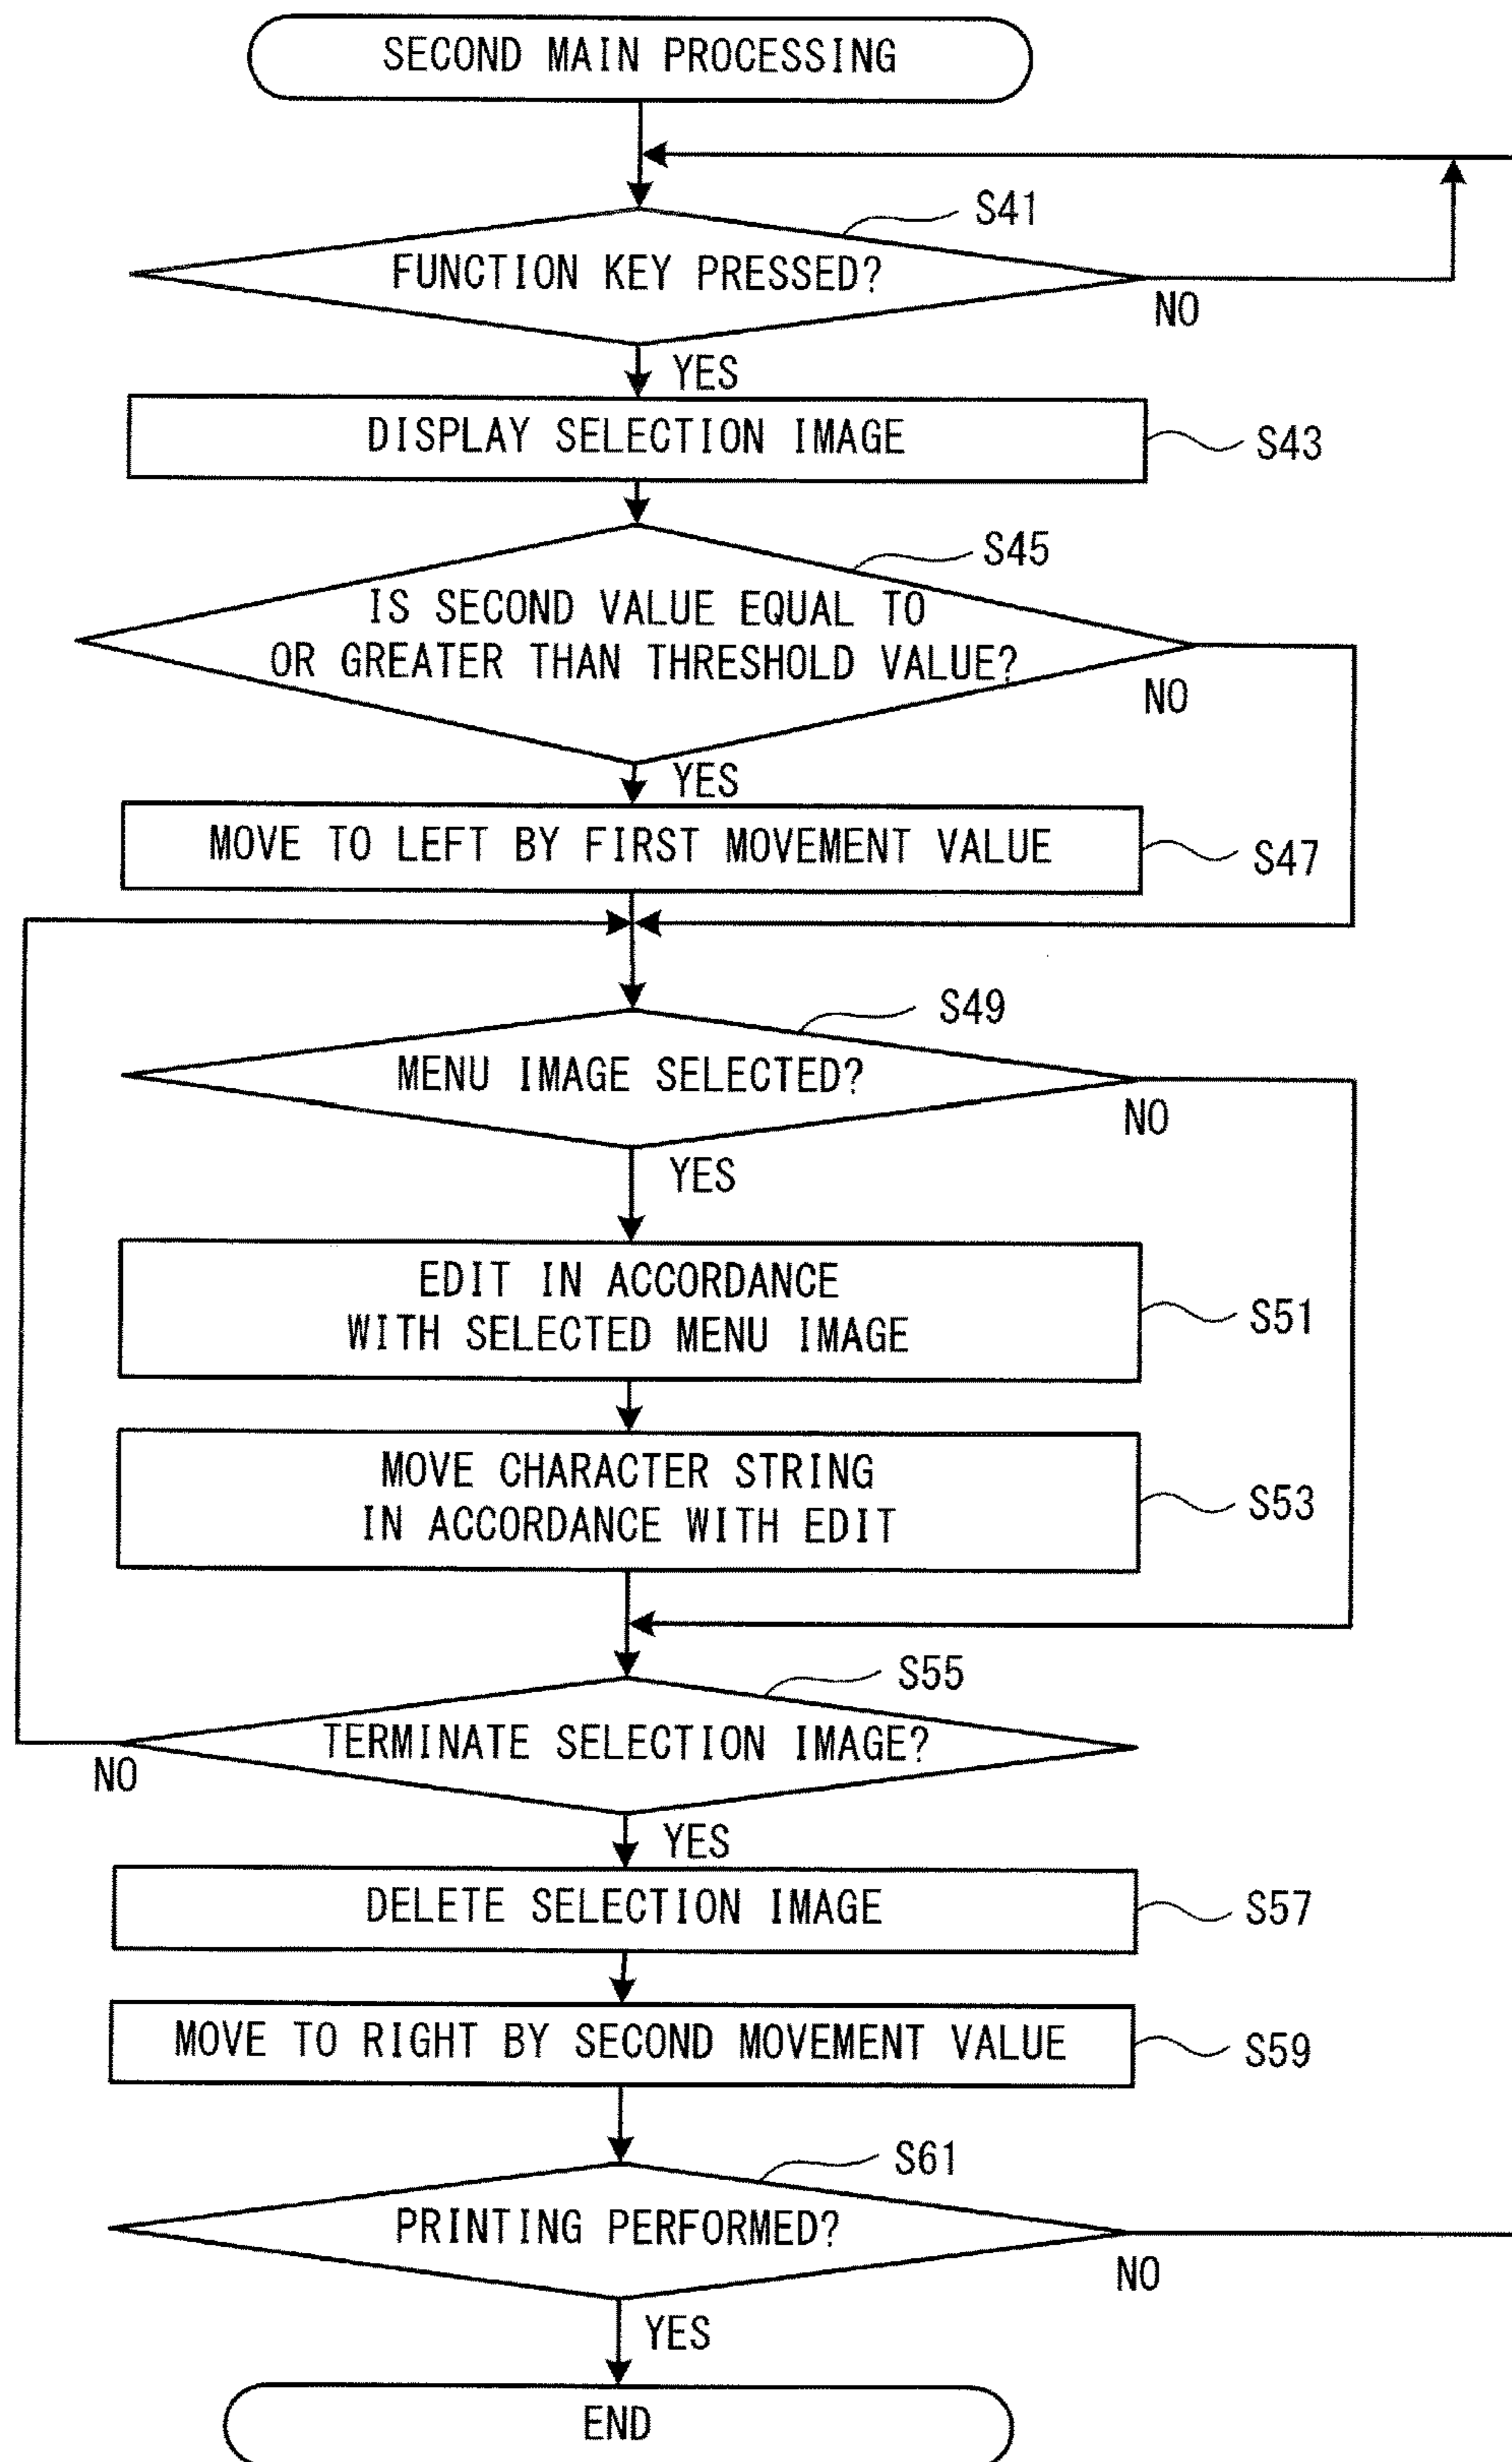 SECOND MAIN PROCESSING
S41
FUNCTION KEY PRESSED?
NO
YES
DISPLAY SELECTION IMAGE
S43
S45
IS SECOND VALUE EQUAL TO
OR GREATER THAN THRESHOLD VALUE?
NO
YES
MOVE TO LEFT BY FIRST MOVEMENT VALUE
S47
S49
MENU IMAGE SELECTED?
NO
YES
EDIT IN ACCORDANCE
WITH SELECTED MENU IMAGE
S51
MOVE CHARACTER STRING
IN ACCORDANCE WITH EDIT
S53
S55
TERMINATE SELECTION IMAGE?
NO
YES
DELETE SELECTION IMAGE
S57
MOVE TO RIGHT BY SECOND MOVEMENT VALUE
S59
S61
PRINTING PERFORMED?
NO
YES
END